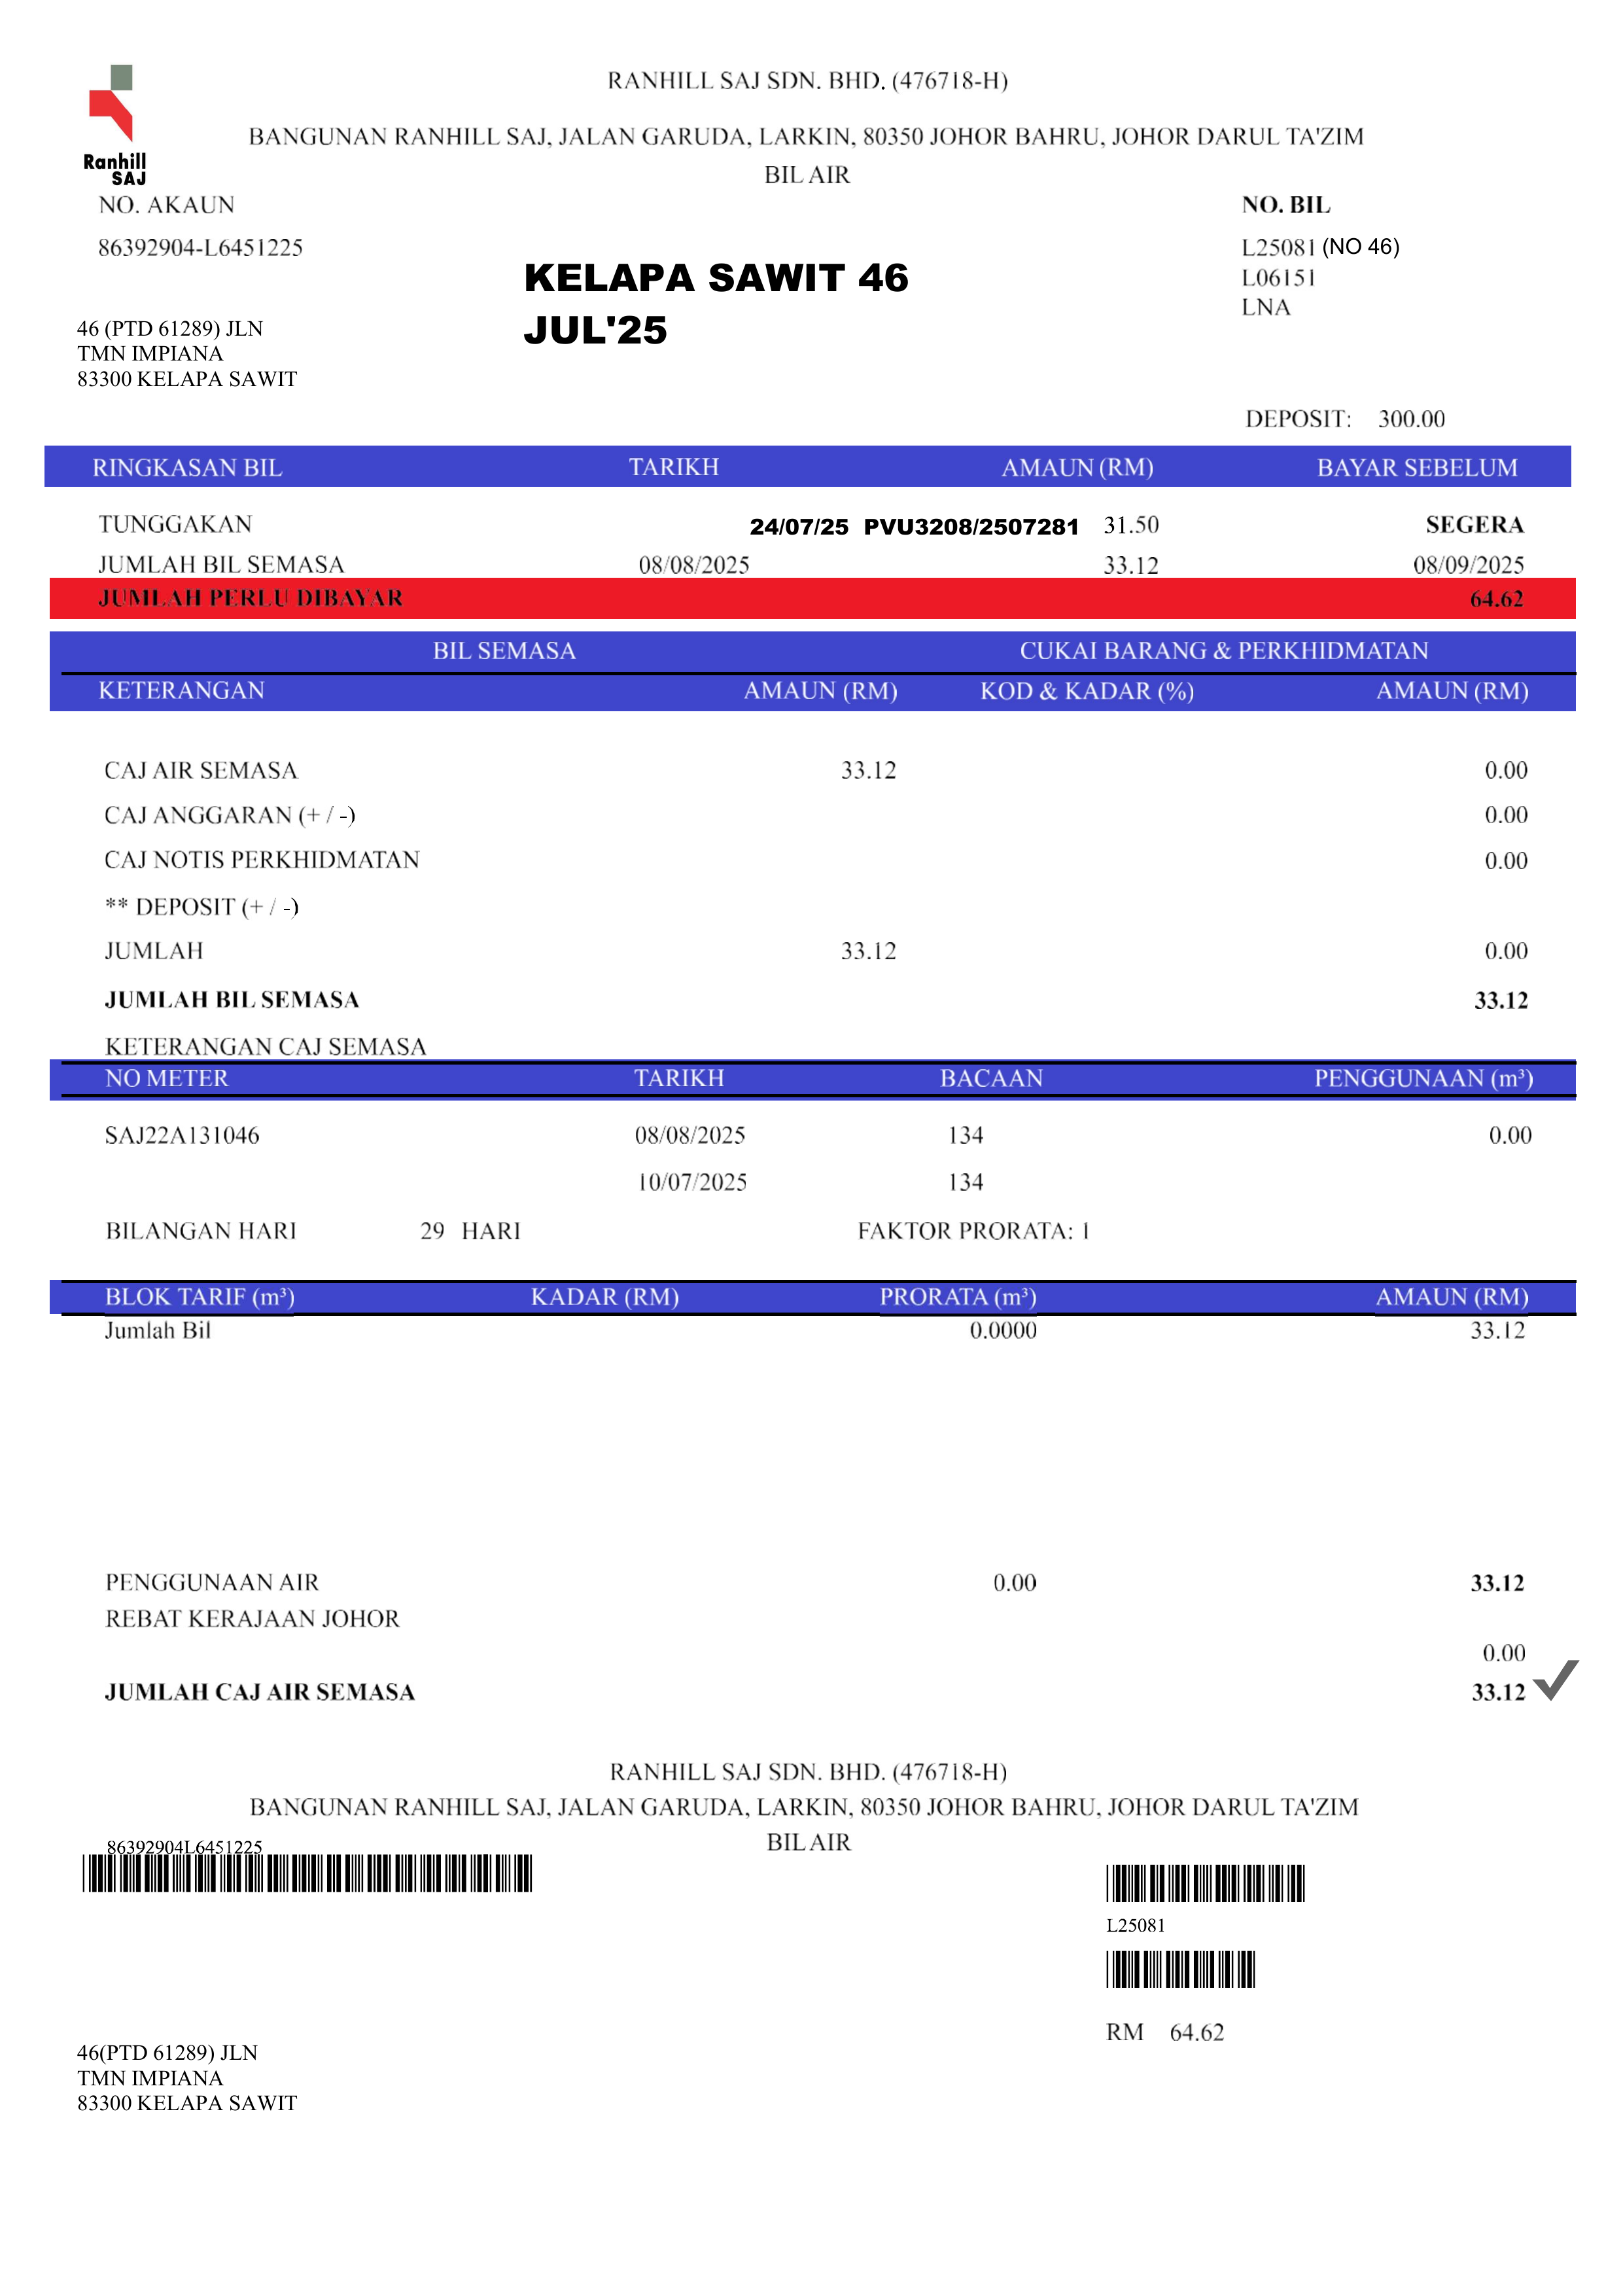 RANHILL SAJ SDN. BHD. (476718-H)
BANGUNAN RANHILL SAJ, JALAN GARUDA, LARKIN, 80350 JOHOR BAHRU, JOHOR DARUL TA'ZIM
Ranhill
SAJ
BIL AIR
NO. AKAUN
NO. BIL
86392904-L6451225
L25081 (NO 46)
L06151
LNA
KELAPA SAWIT 46
JUL'25
46 (PTD 61289) JLN
TMN IMPIANA
83300 KELAPA SAWIT
DEPOSIT: 300.00
RINGKASAN BIL TARIKH AMAUN (RM) BAYAR SEBELUM
TUNGGAKAN 24/07/25 PVU3208/2507281 31.50 SEGERA
JUMLAH BIL SEMASA 08/08/2025 33.12 08/09/2025
JUMLAH PERLU DIBAYAR 64.62
BIL SEMASA CUKAI BARANG & PERKHIDMATAN
KETERANGAN AMAUN (RM) KOD & KADAR (%) AMAUN (RM)
CAJ AIR SEMASA 33.12 0.00
CAJ ANGGARAN (+ / -) 0.00
CAJ NOTIS PERKHIDMATAN 0.00
** DEPOSIT (+ / -)
JUMLAH 33.12 0.00
JUMLAH BIL SEMASA 33.12
KETERANGAN CAJ SEMASA
NO METER TARIKH BACAAN PENGGUNAAN (m³)
SAJ22A131046 08/08/2025 134 0.00
10/07/2025 134
BILANGAN HARI 29 HARI FAKTOR PRORATA: 1
BLOK TARIF (m³) KADAR (RM) PRORATA (m³) AMAUN (RM)
Jumlah Bil 0.0000 33.12
PENGGUNAAN AIR 0.00 33.12
REBAT KERAJAAN JOHOR
0.00
JUMLAH CAJ AIR SEMASA 33.12
RANHILL SAJ SDN. BHD. (476718-H)
BANGUNAN RANHILL SAJ, JALAN GARUDA, LARKIN, 80350 JOHOR BAHRU, JOHOR DARUL TA'ZIM
BIL AIR
86392904L6451225
L25081
RM 64.62
46(PTD 61289) JLN
TMN IMPIANA
83300 KELAPA SAWIT